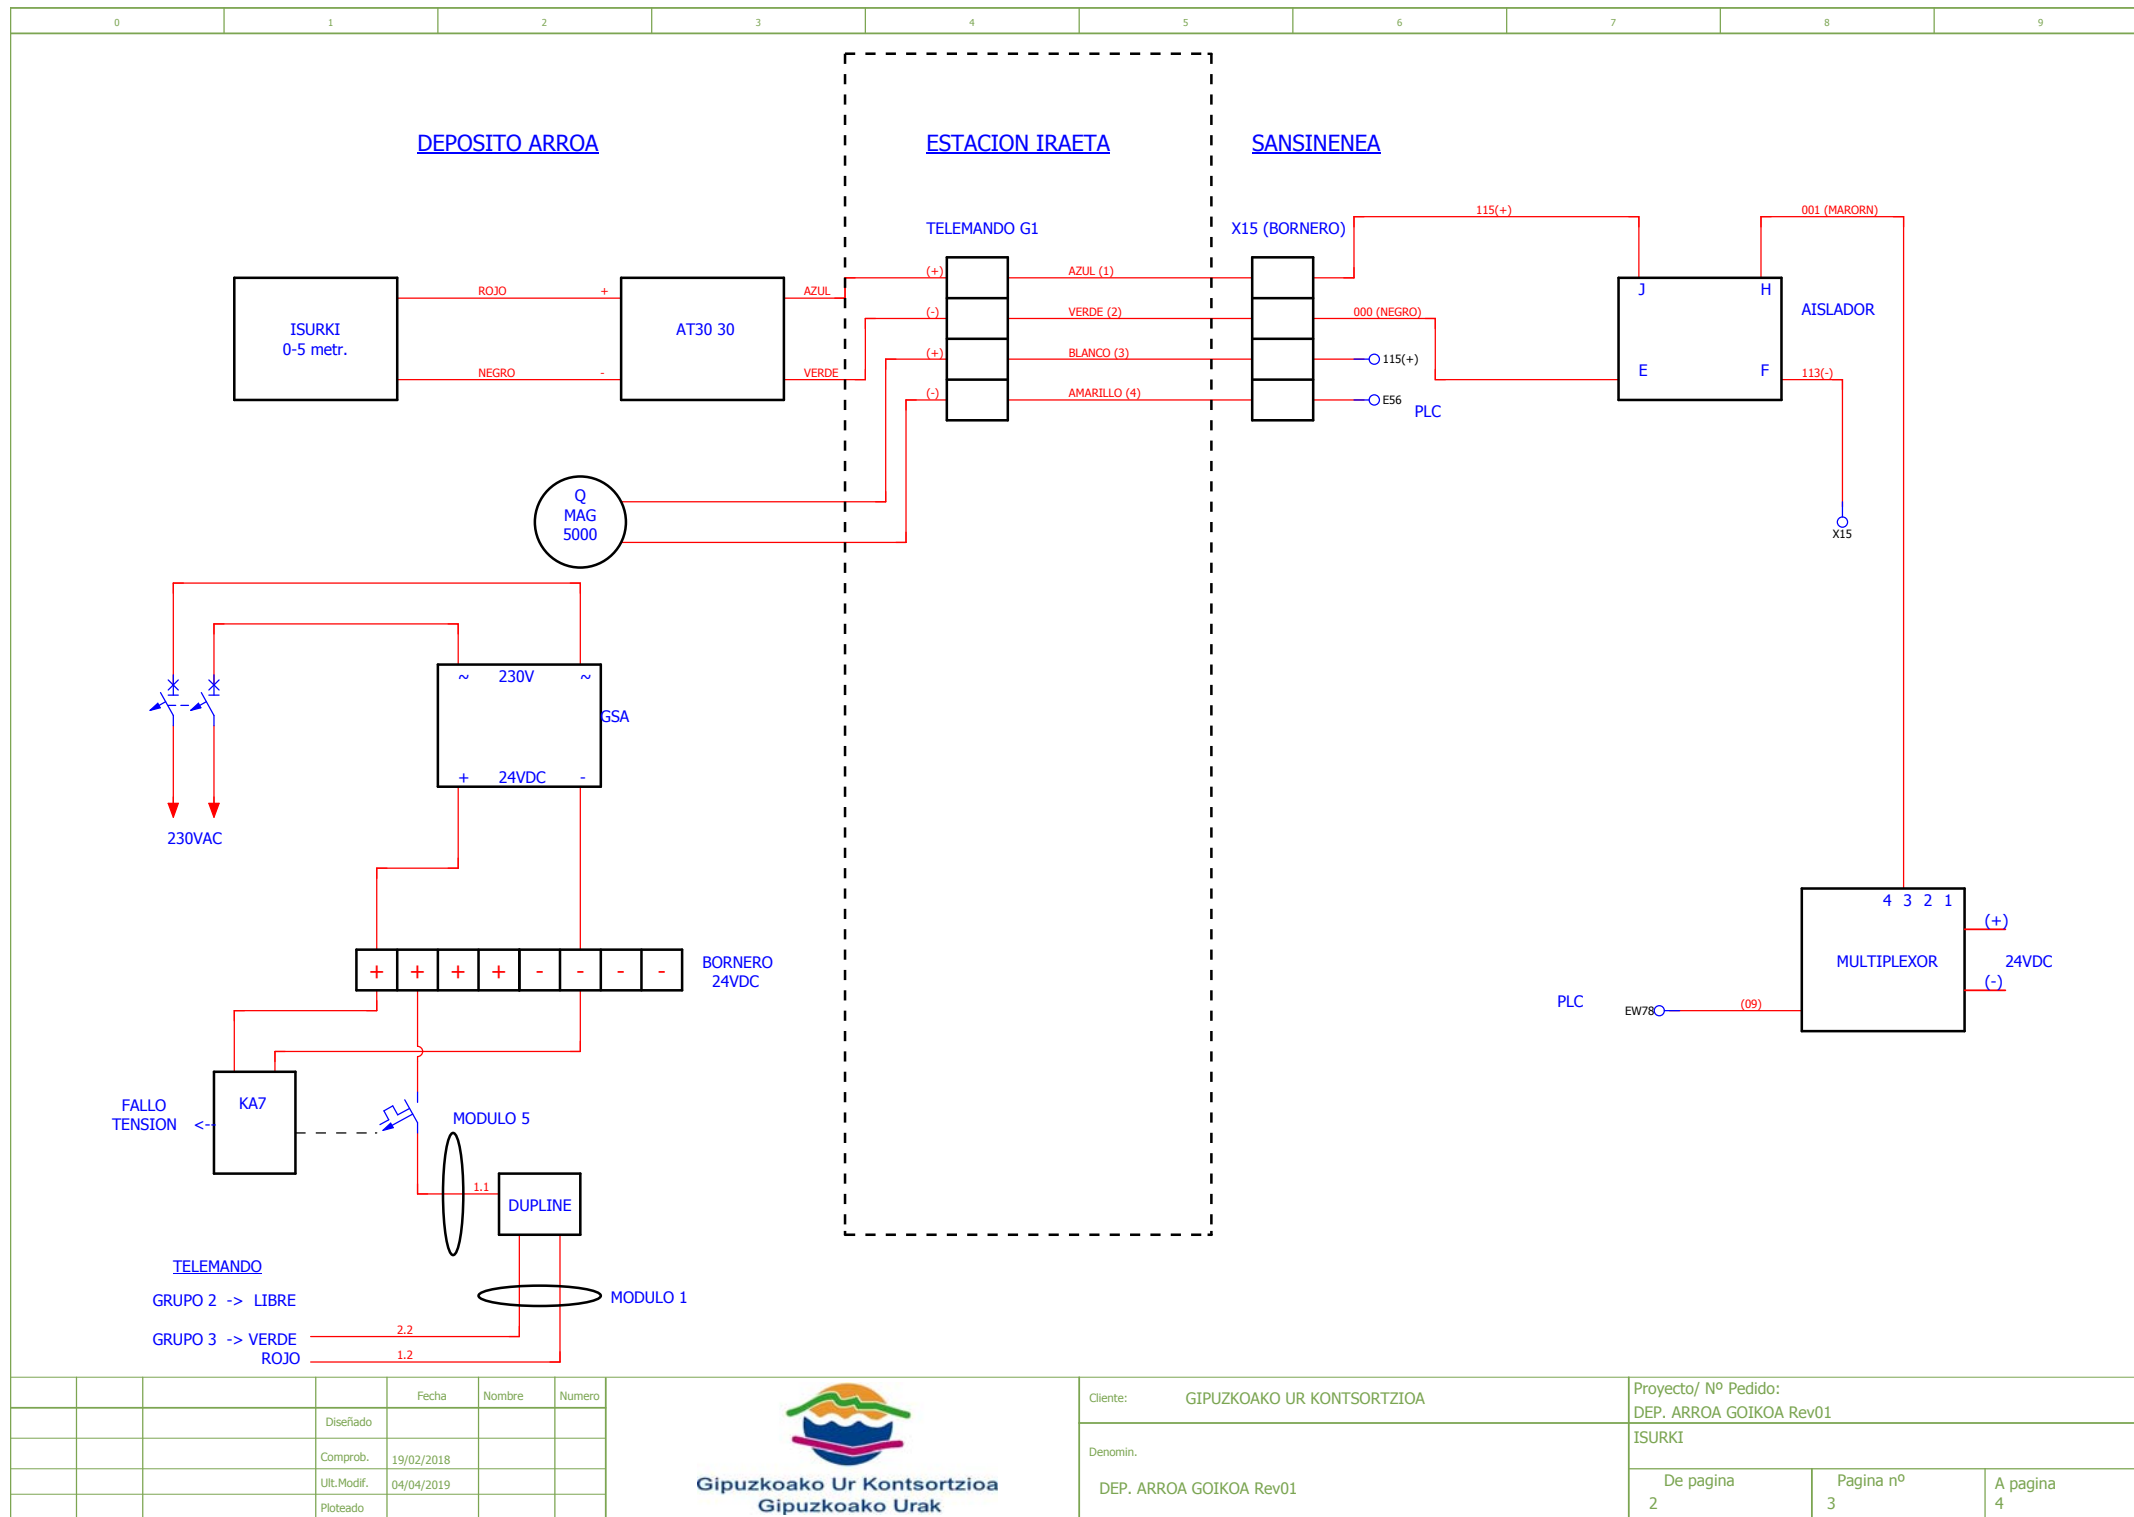 0 1 2 3 4 5 6 7 8 9
DEPOSITO ARROA
ESTACION IRAETA
SANSINENEA
TELEMANDO G1
X15 (BORNERO)
115(+)
001 (MARORN)
ISURKI
0-5 metr.
ROJO +
NEGRO -
AT30 30
AZUL
VERDE
(+)
(-)
(+)
(-)
AZUL (1)
VERDE (2)
BLANCO (3)
AMARILLO (4)
000 (NEGRO)
115(+)
E56
PLC
J H
E F
AISLADOR
113(-)
X15
Q
MAG
5000
~ 230V ~
GSA
+ 24VDC -
230VAC
+ + + + - - - -
BORNERO
24VDC
4 3 2 1
MULTIPLEXOR
(+)
24VDC
(-)
PLC
EW78
(09)
FALLO
TENSION <--
KA7
MODULO 5
1.1
DUPLINE
TELEMANDO
GRUPO 2 -> LIBRE
MODULO 1
GRUPO 3 -> VERDE
2.2
ROJO
1.2
Fecha Nombre Numero
Diseñado
Comprob. 19/02/2018
Ult.Modif. 04/04/2019
Ploteado
Gipuzkoako Ur Kontsortzioa
Gipuzkoako Urak
Cliente: GIPUZKOAKO UR KONTSORTZIOA
Denomin.
DEP. ARROA GOIKOA Rev01
Proyecto/ Nº Pedido:
DEP. ARROA GOIKOA Rev01
ISURKI
De pagina
2
Pagina nº
3
A pagina
4